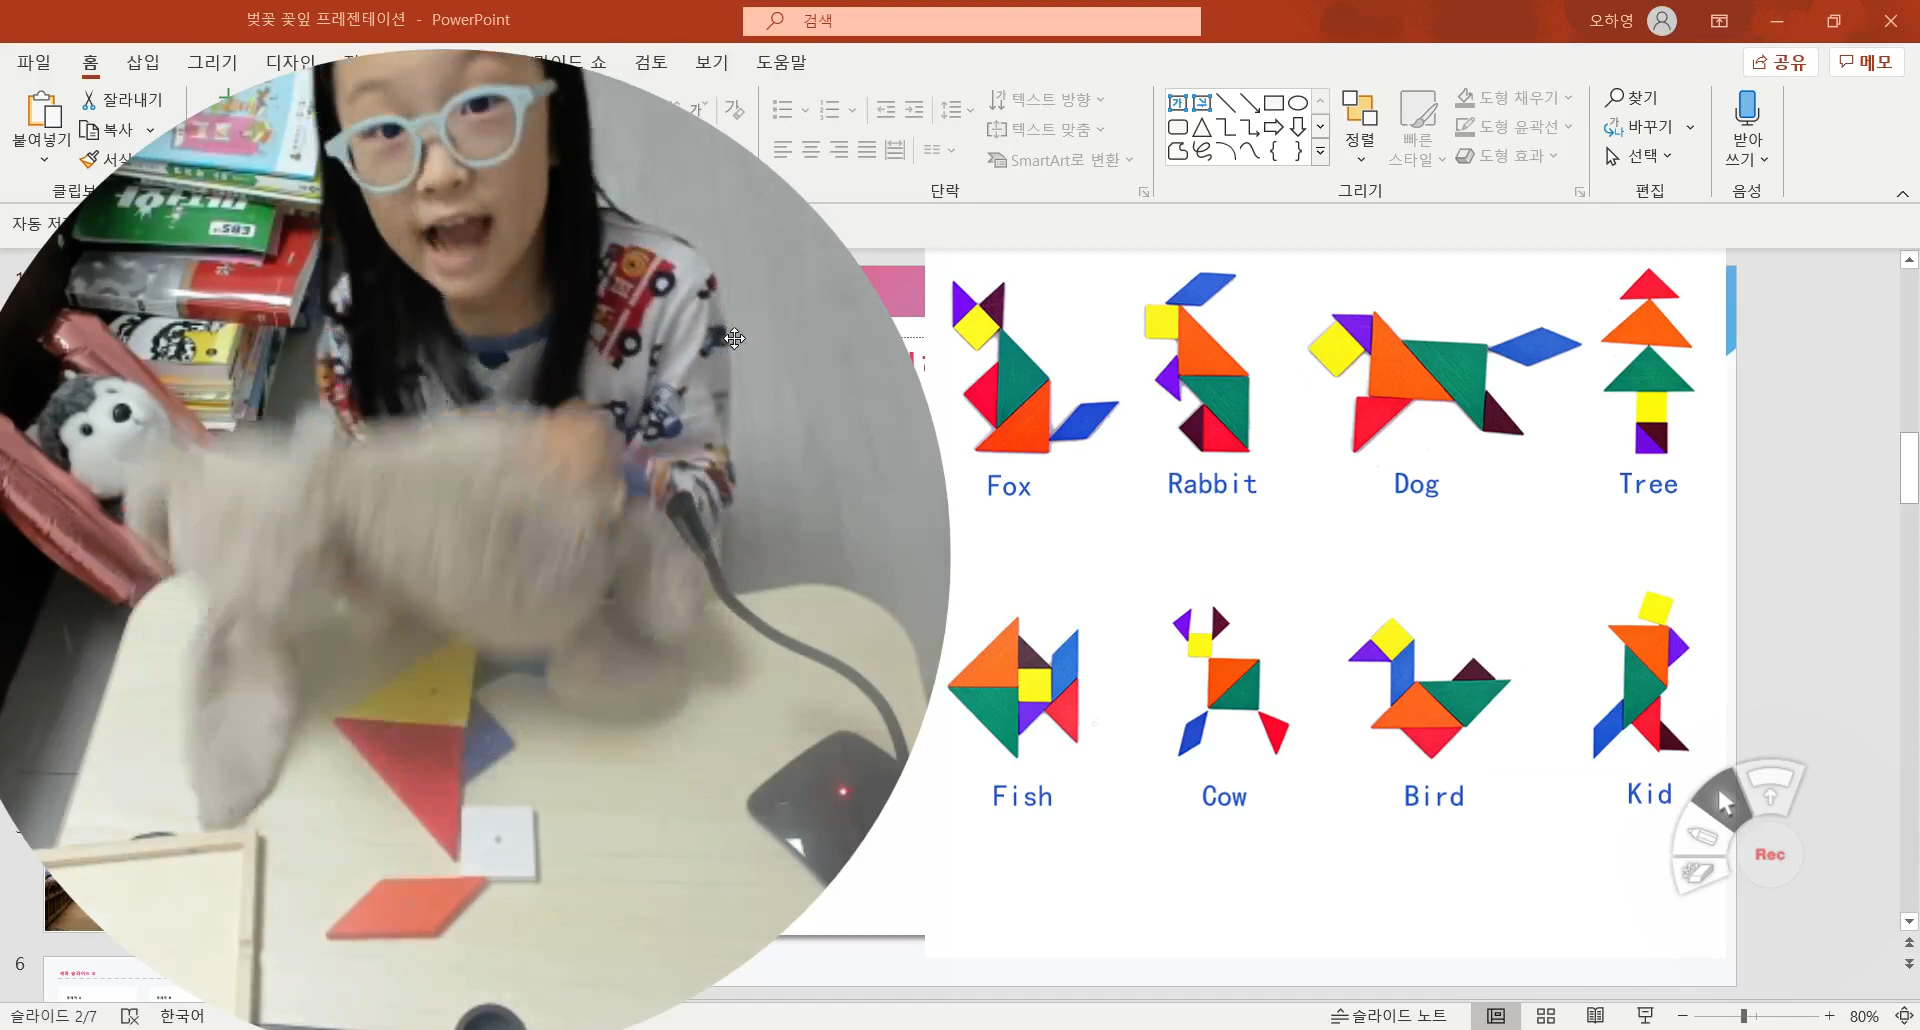 벚꽃 꽃잎 프레젠테이션 - PowerPoint
검색
오하영
파일 홈 삽입 그리기 디자인 쇼 검토 보기 도움말
공유 메모
붙여넣기
잘라내기
복사
서식
텍스트 방향
텍스트 맞춤
SmartArt로 변환
단락
정렬
빠른
스타일
도형 채우기
도형 윤곽선
도형 효과
그리기
찾기
바꾸기
선택
편집
받아
쓰기
음성
자동
Fox Rabbit Dog Tree
Fish Cow Bird Kid
Rec
6
슬라이드 2/7 한국어
슬라이드 노트
80%